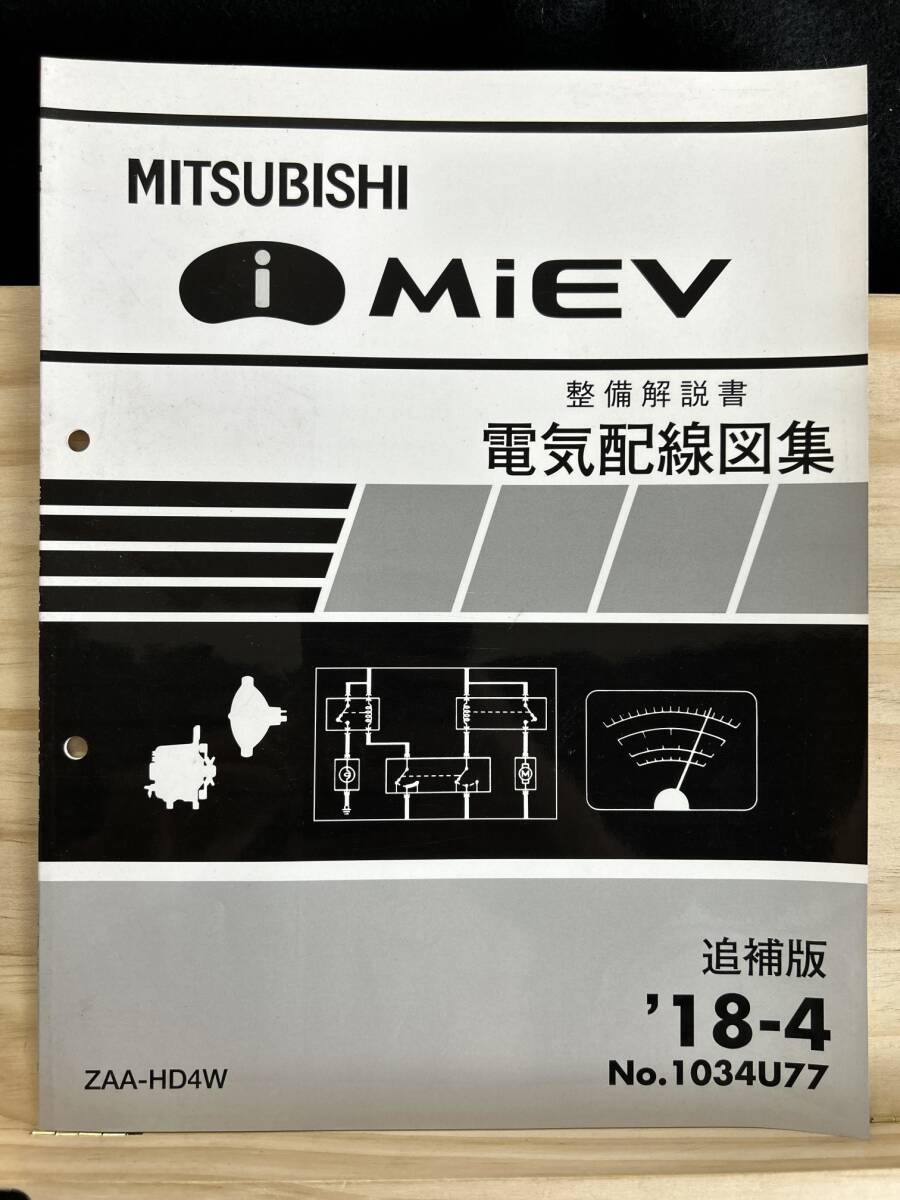 MITSUBISHI
i MiEV
整備解説書
電気配線図集
M
追補版
'18-4
No.1034U77
ZAA-HD4W